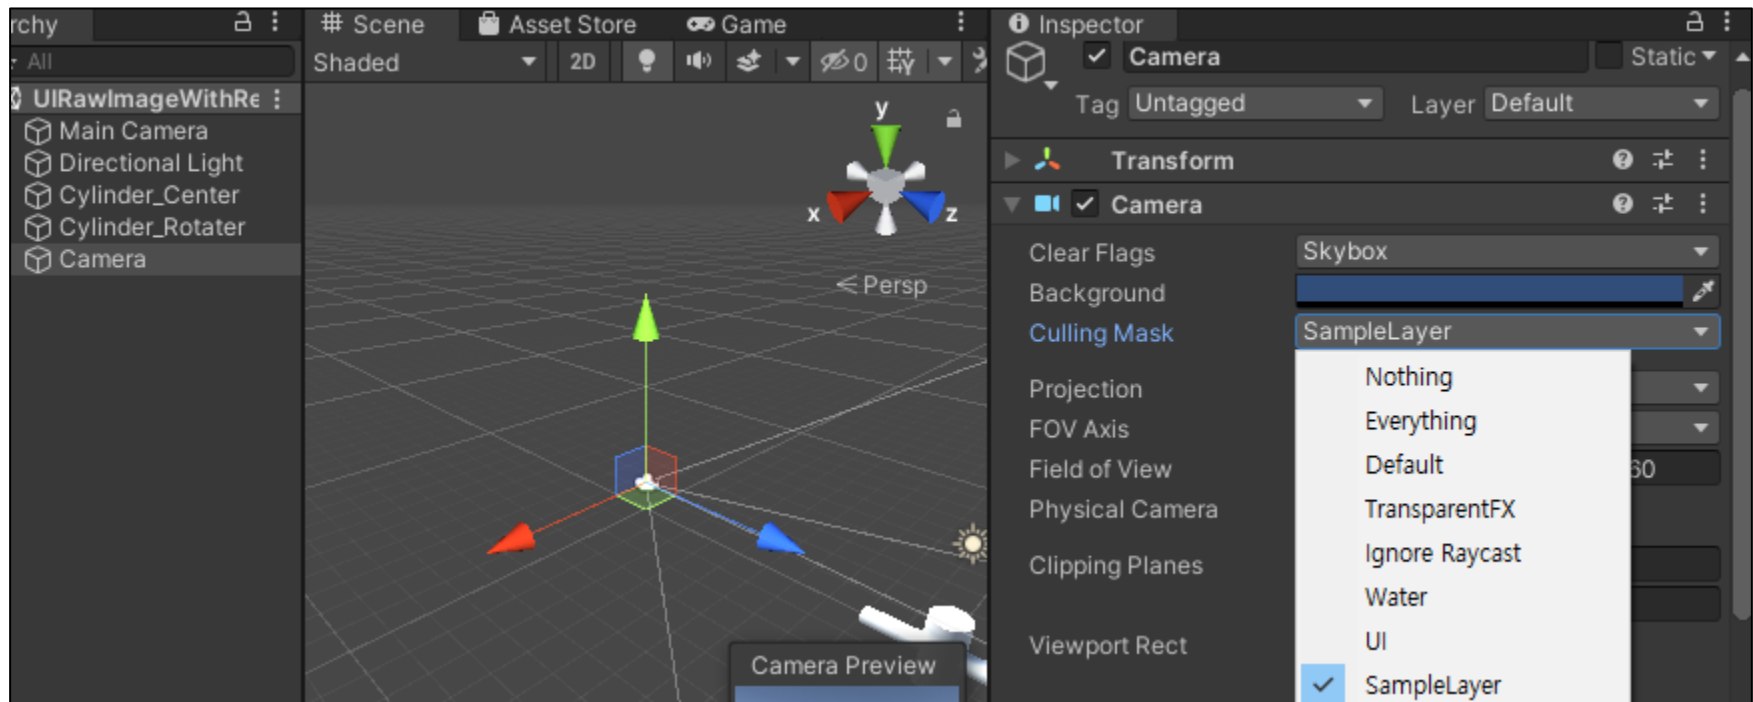 rchy
All
UIRawImageWithRe
Main Camera
Directional Light
Cylinder_Center
Cylinder_Rotater
Camera
Scene
Asset Store
Game
Shaded
2D
0
y
x
z
Persp
Camera Preview
Inspector
Camera
Static
Tag Untagged
Layer Default
Transform
Camera
Clear Flags
Skybox
Background
Culling Mask
SampleLayer
Nothing
Everything
Default
TransparentFX
Ignore Raycast
Water
UI
SampleLayer
Projection
FOV Axis
Field of View
60
Physical Camera
Clipping Planes
Viewport Rect